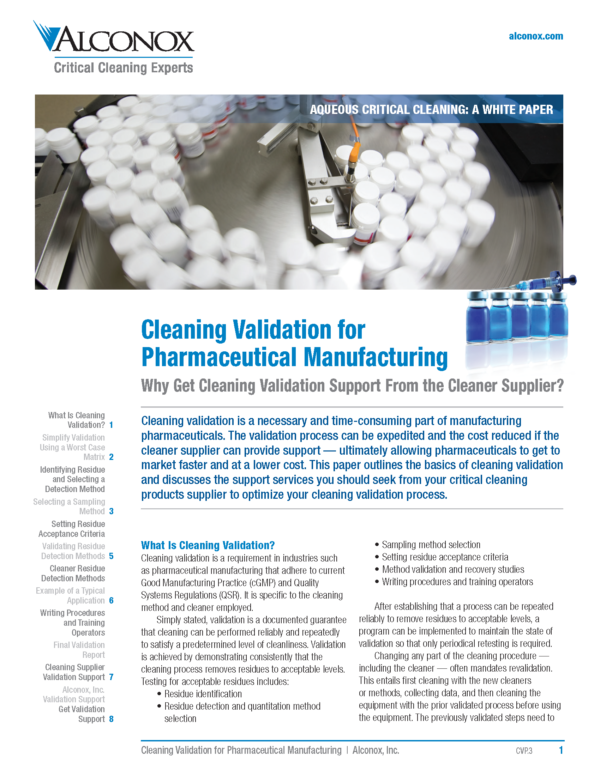 ALCONOX
Critical Cleaning Experts
alconox.com
AQUEOUS CRITICAL CLEANING: A WHITE PAPER
Cleaning Validation for
Pharmaceutical Manufacturing
Why Get Cleaning Validation Support From the Cleaner Supplier?
What Is Cleaning
Validation? 1
Simplify Validation
Using a Worst Case
Matrix 2
Identifying Residue
and Selecting a
Detection Method
Selecting a Sampling
Method 3
Setting Residue
Acceptance Criteria
Validating Residue
Detection Methods 5
Cleaner Residue
Detection Methods
Example of a Typical
Application 6
Writing Procedures
and Training
Operators
Final Validation
Report
Cleaning Supplier
Validation Support 7
Alconox, Inc.
Validation Support
Get Validation
Support 8
Cleaning validation is a necessary and time-consuming part of manufacturing
pharmaceuticals. The validation process can be expedited and the cost reduced if the
cleaner supplier can provide support — ultimately allowing pharmaceuticals to get to
market faster and at a lower cost. This paper outlines the basics of cleaning validation
and discusses the support services you should seek from your critical cleaning
products supplier to optimize your cleaning validation process.
What Is Cleaning Validation?
Cleaning validation is a requirement in industries such
as pharmaceutical manufacturing that adhere to current
Good Manufacturing Practice (cGMP) and Quality
Systems Regulations (QSR). It is specific to the cleaning
method and cleaner employed.
Simply stated, validation is a documented guarantee
that cleaning can be performed reliably and repeatedly
to satisfy a predetermined level of cleanliness. Validation
is achieved by demonstrating consistently that the
cleaning process removes residues to acceptable levels.
Testing for acceptable residues includes:
• Residue identification
• Residue detection and quantitation method
selection
• Sampling method selection
• Setting residue acceptance criteria
• Method validation and recovery studies
• Writing procedures and training operators
After establishing that a process can be repeated
reliably to remove residues to acceptable levels, a
program can be implemented to maintain the state of
validation so that only periodical retesting is required.
Changing any part of the cleaning procedure —
including the cleaner — often mandates revalidation.
This entails first cleaning with the new cleaners
or methods, collecting data, and then cleaning the
equipment with the prior validated process before using
the equipment. The previously validated steps need to
Cleaning Validation for Pharmaceutical Manufacturing | Alconox, Inc.
CVP.3
1